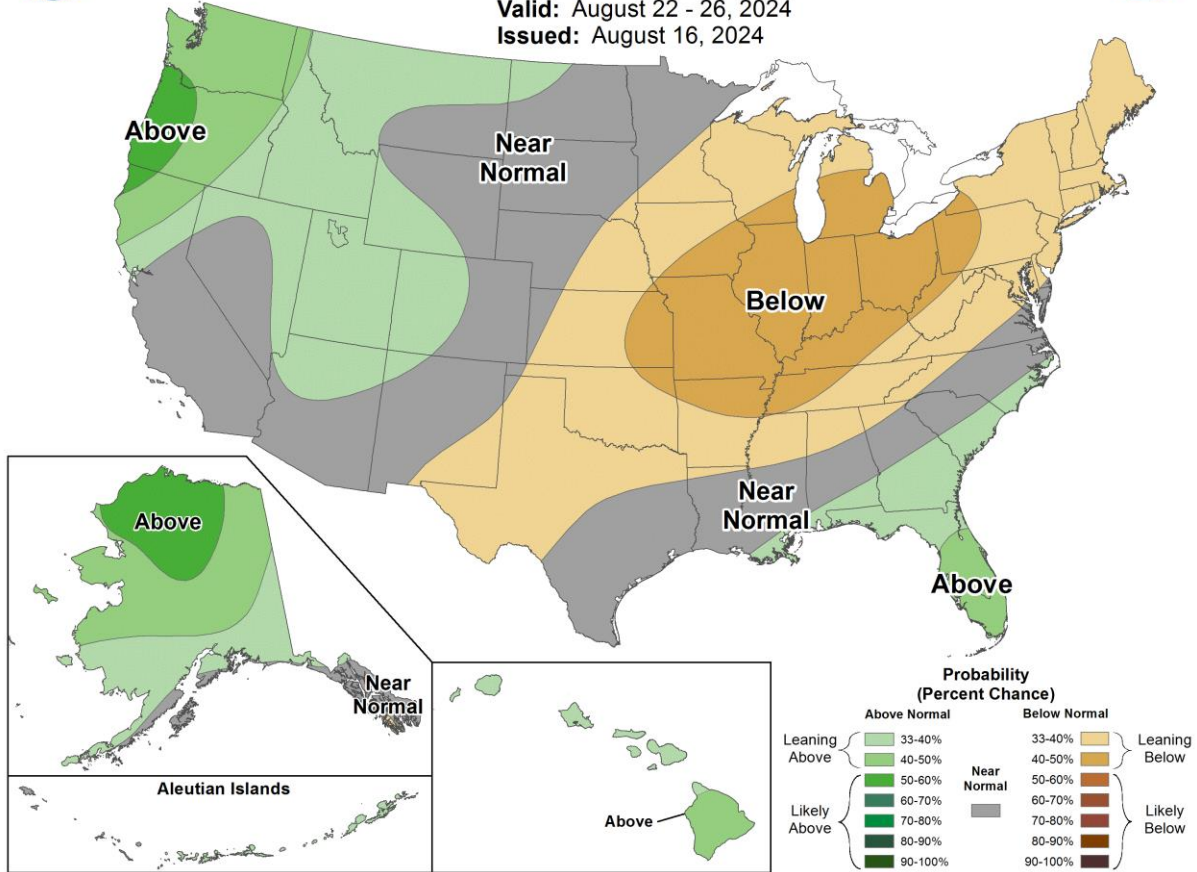 Valid: August 22 - 26, 2024
Issued: August 16, 2024
Above
Near
Normal
Below
Near
Normal
Above
Above
Near
Normal
Aleutian Islands
Above
Probability
(Percent Chance)
Above Normal
Below Normal
Leaning
Above
33-40%
40-50%
Likely
Above
50-60%
60-70%
70-80%
80-90%
90-100%
Near
Normal
33-40%
40-50%
Leaning
Below
50-60%
60-70%
70-80%
80-90%
90-100%
Likely
Below